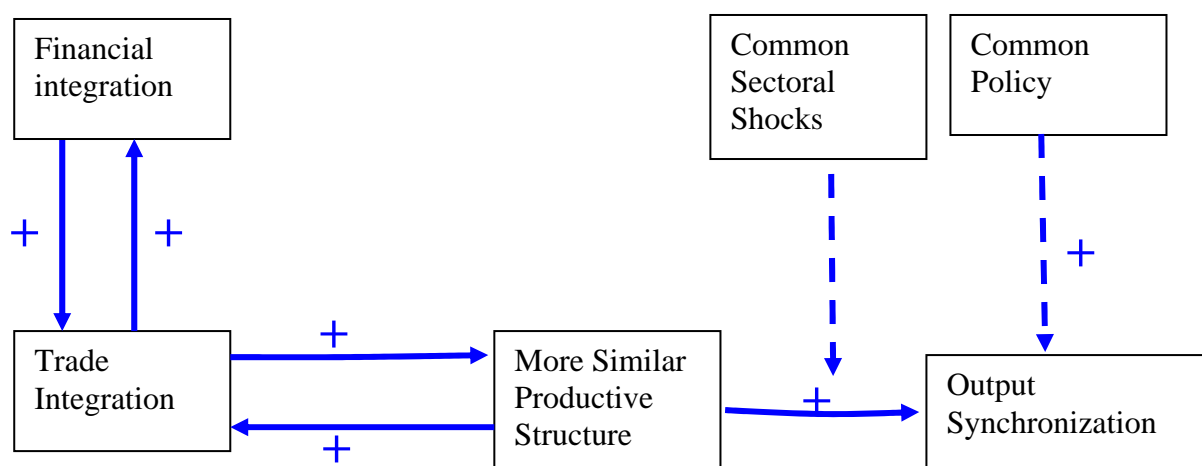 Financial
integration
Common
Sectoral
Shocks
Common
Policy
+
+
+
Trade
Integration
+
More Similar
Productive
Structure
+
Output
Synchronization
+